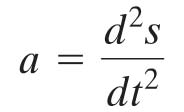 a = d²s/dt²